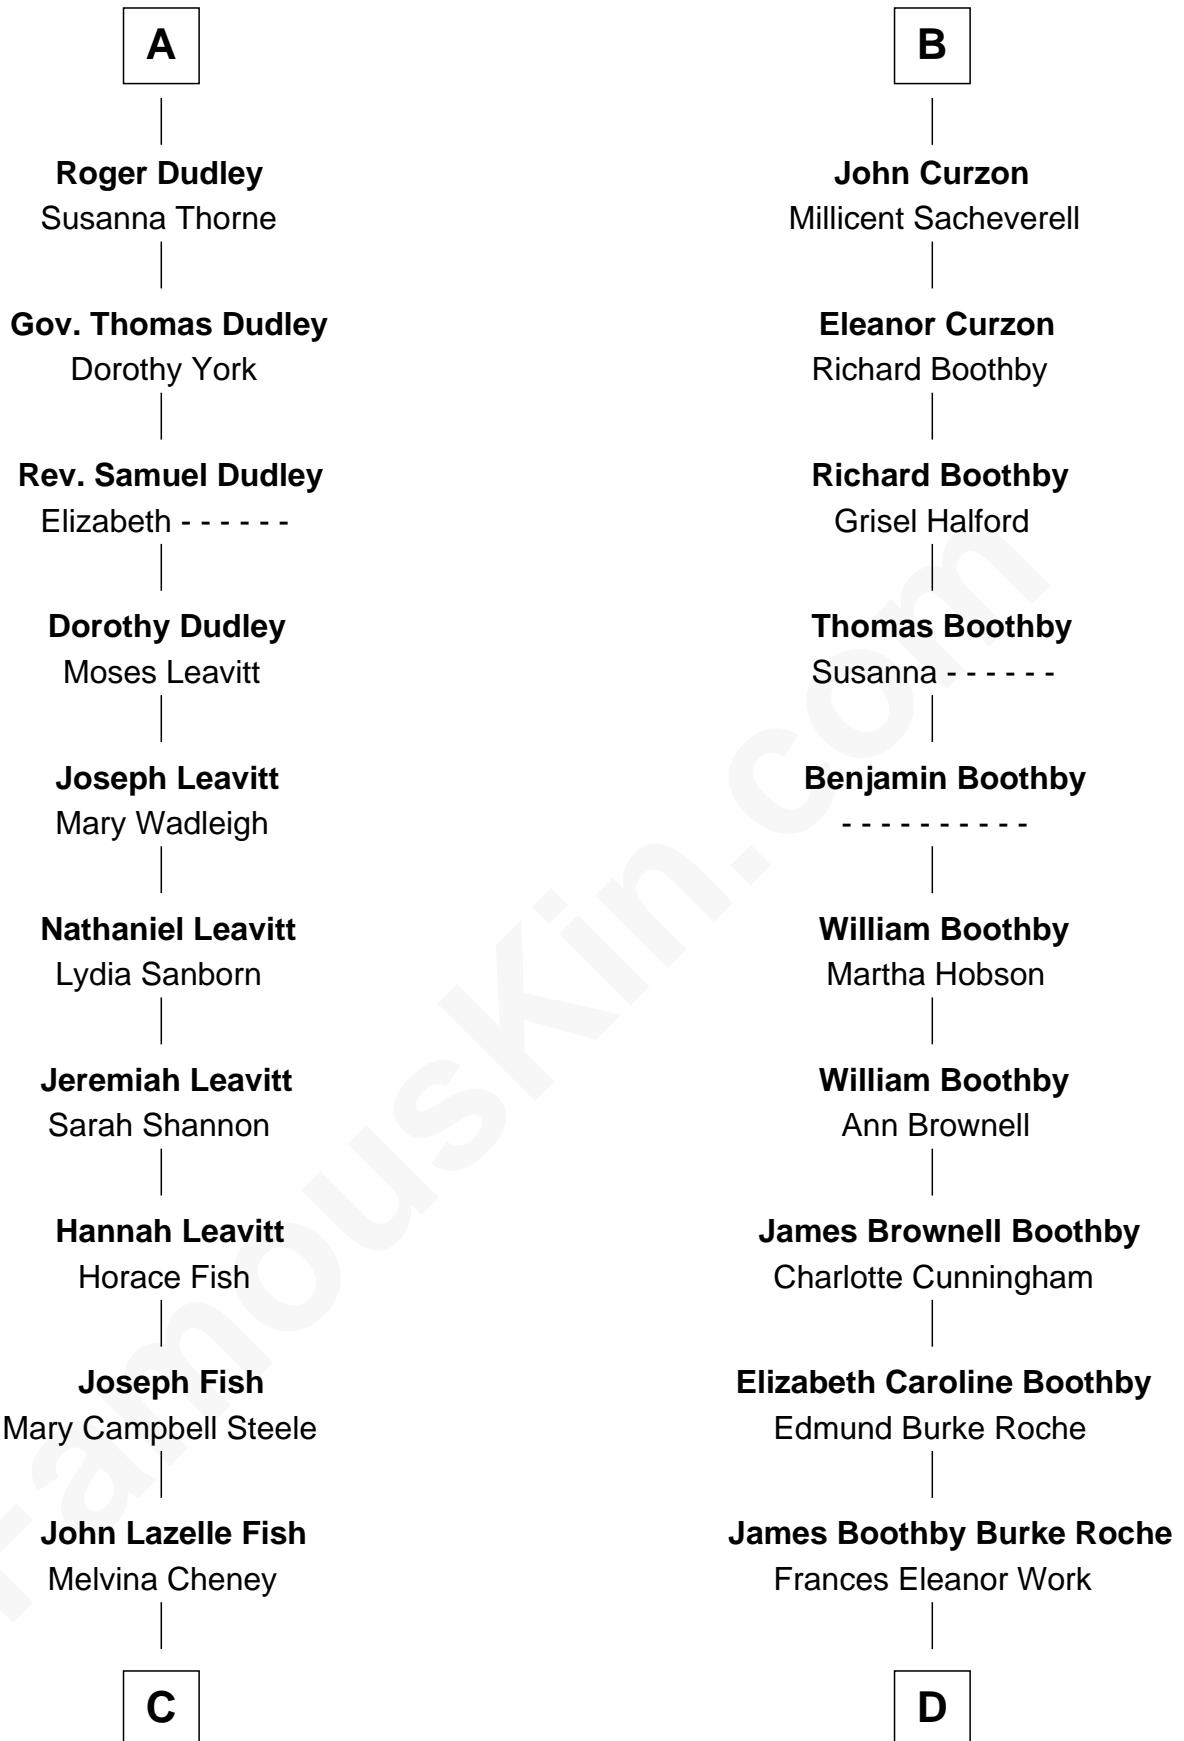 A
Roger Dudley
Susanna Thorne
Gov. Thomas Dudley
Dorothy York
Rev. Samuel Dudley
Elizabeth - - - - - -
Dorothy Dudley
Moses Leavitt
Joseph Leavitt
Mary Wadleigh
Nathaniel Leavitt
Lydia Sanborn
Jeremiah Leavitt
Sarah Shannon
Hannah Leavitt
Horace Fish
Joseph Fish
Mary Campbell Steele
John Lazelle Fish
Melvina Cheney
C
B
John Curzon
Millicent Sacheverell
Eleanor Curzon
Richard Boothby
Richard Boothby
Grisel Halford
Thomas Boothby
Susanna - - - - - -
Benjamin Boothby
- - - - - - - - - -
William Boothby
Martha Hobson
William Boothby
Ann Brownell
James Brownell Boothby
Charlotte Cunningham
Elizabeth Caroline Boothby
Edmund Burke Roche
James Boothby Burke Roche
Frances Eleanor Work
D
FamousKin.com